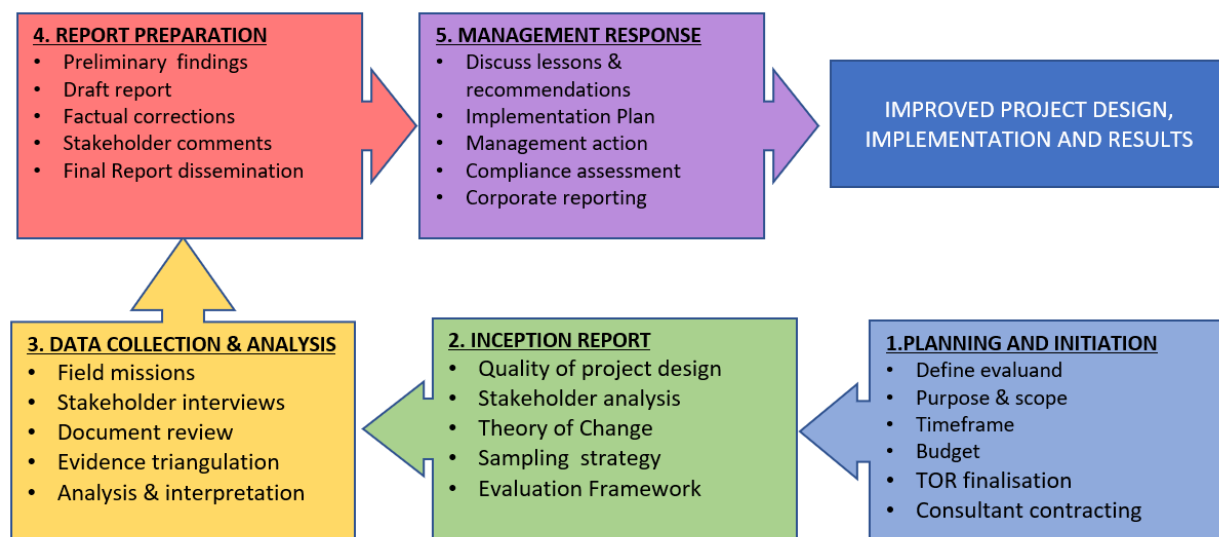 4. REPORT PREPARATION
• Preliminary findings
• Draft report
• Factual corrections
• Stakeholder comments
• Final Report dissemination
5. MANAGEMENT RESPONSE
• Discuss lessons &
recommendations
• Implementation Plan
• Management action
• Compliance assessment
• Corporate reporting
IMPROVED PROJECT DESIGN,
IMPLEMENTATION AND RESULTS
3. DATA COLLECTION & ANALYSIS
• Field missions
• Stakeholder interviews
• Document review
• Evidence triangulation
• Analysis & interpretation
2. INCEPTION REPORT
• Quality of project design
• Stakeholder analysis
• Theory of Change
• Sampling strategy
• Evaluation Framework
1.PLANNING AND INITIATION
• Define evaluand
• Purpose & scope
• Timeframe
• Budget
• TOR finalisation
• Consultant contracting